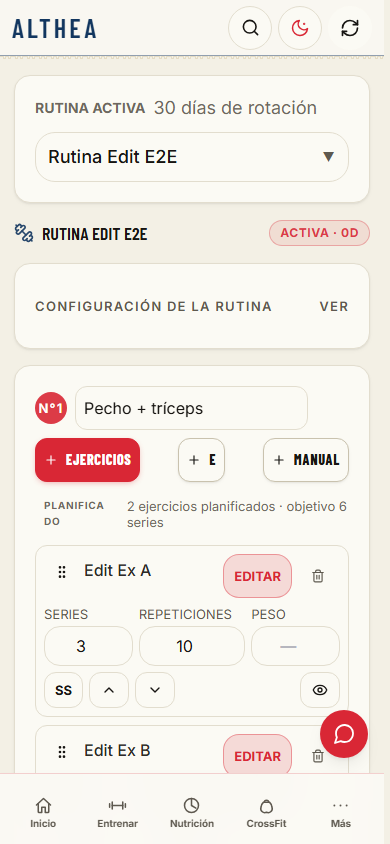 ALTHEA
RUTINA ACTIVA 30 días de rotación
Rutina Edit E2E ▼
RUTINA EDIT E2E ACTIVA · 0D
CONFIGURACIÓN DE LA RUTINA VER
Nº1 Pecho + tríceps
+ EJERCICIOS + E + MANUAL
PLANIFICA
DO
2 ejercicios planificados · objetivo 6
series
Edit Ex A EDITAR
SERIES REPETICIONES PESO
3 10 —
SS
Edit Ex B EDITAR
Inicio Entrenar Nutrición CrossFit Más